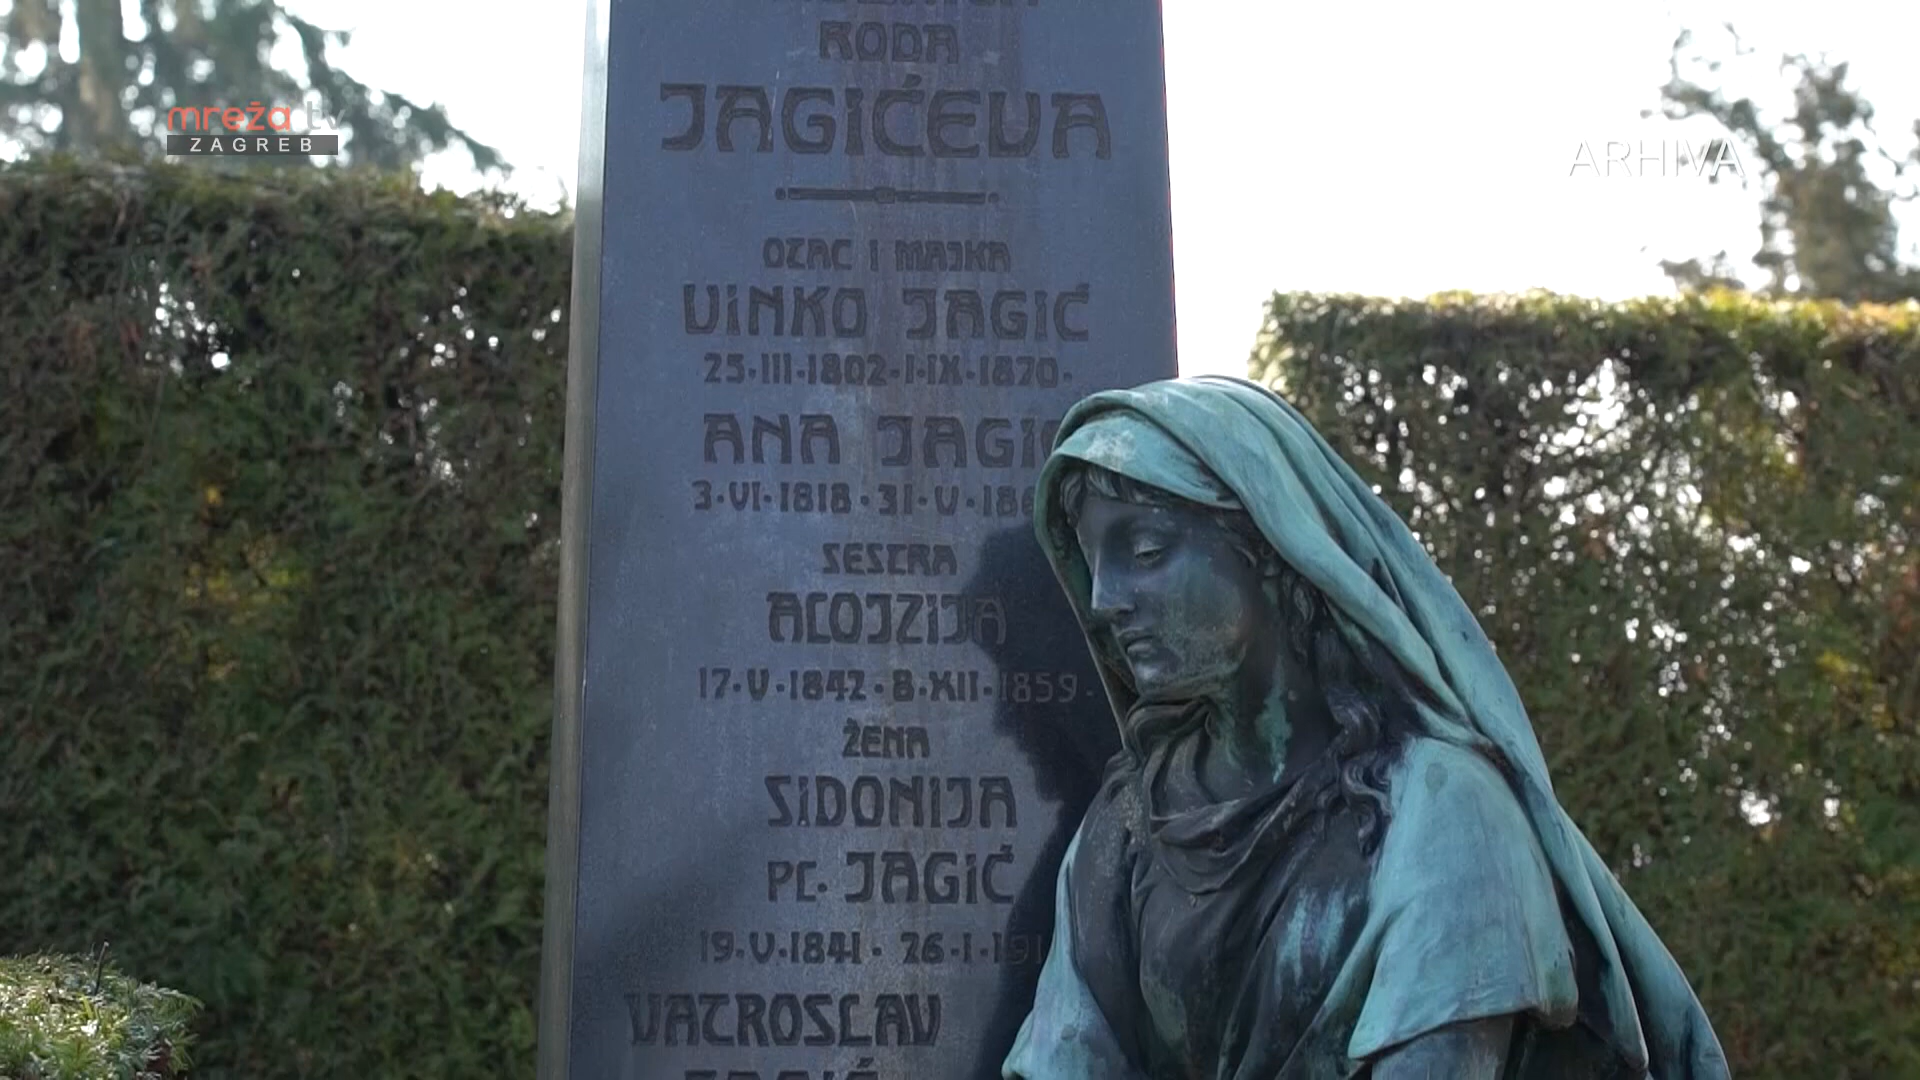 mreža tv
ZAGREB
ARHIVA
RODA
JAGIĆEVA
OTAC I MAJKA
VINKO JAGIĆ
25·III·1802·I·IX·1870·
ANA JAGIĆ
3·VI·1818·31·V·
SESTRA
ALOJZIJA
17·V·1842·8·XII·1859·
ŽENA
SIDONIJA
PL. JAGIĆ
19·V·1841·26·I·
VATROSLAV